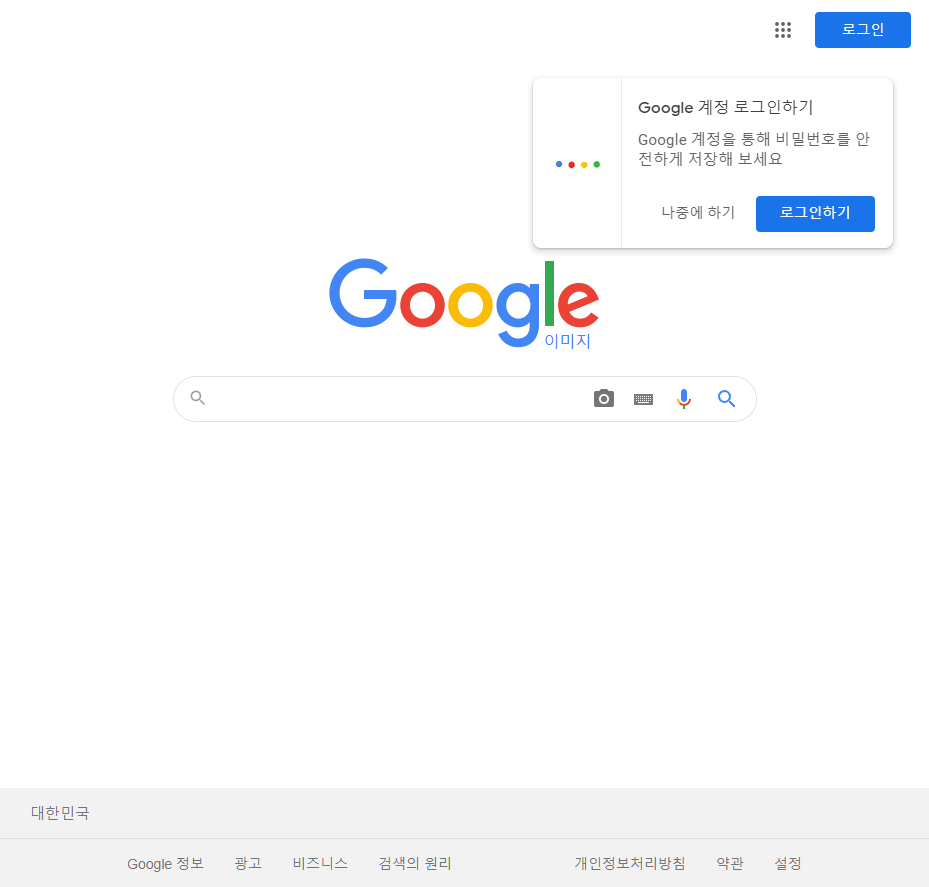 로그인
Google 계정 로그인하기
Google 계정을 통해 비밀번호를 안
전하게 저장해 보세요
나중에 하기 로그인하기
Google
이미지
대한민국
Google 정보 광고 비즈니스 검색의 원리 개인정보처리방침 약관 설정